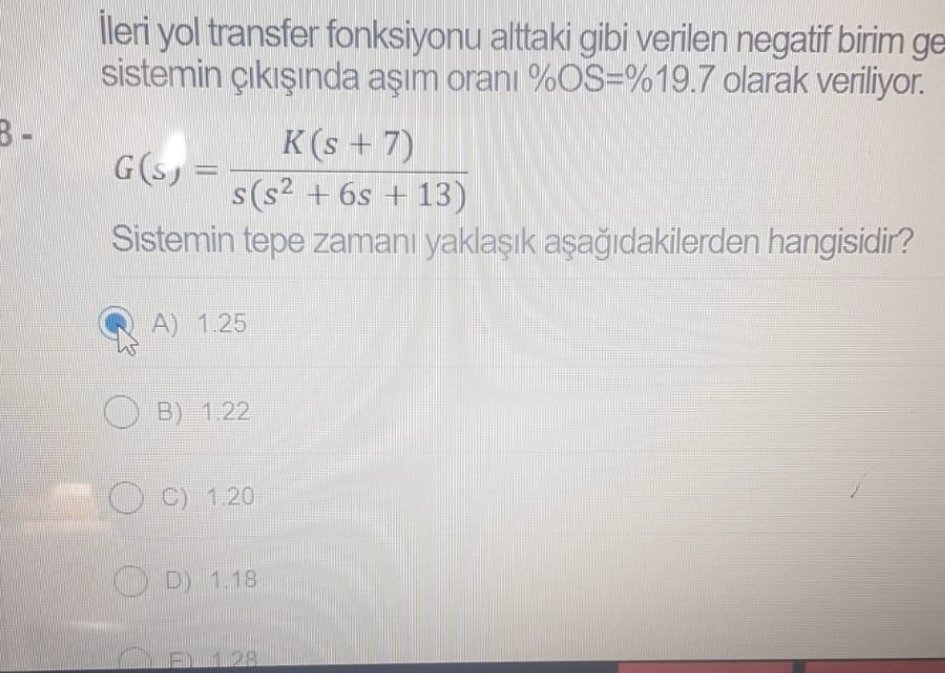 İleri yol transfer fonksiyonu alttaki gibi verilen negatif birim ge
sistemin çıkışında aşım oranı %OS=%19.7 olarak veriliyor.
3 -
G(s) = K(s + 7) / s(s² + 6s + 13)
Sistemin tepe zamanı yaklaşık aşağıdakilerden hangisidir?
A) 1.25
B) 1.22
C) 1.20
D) 1.18
E) 1.28